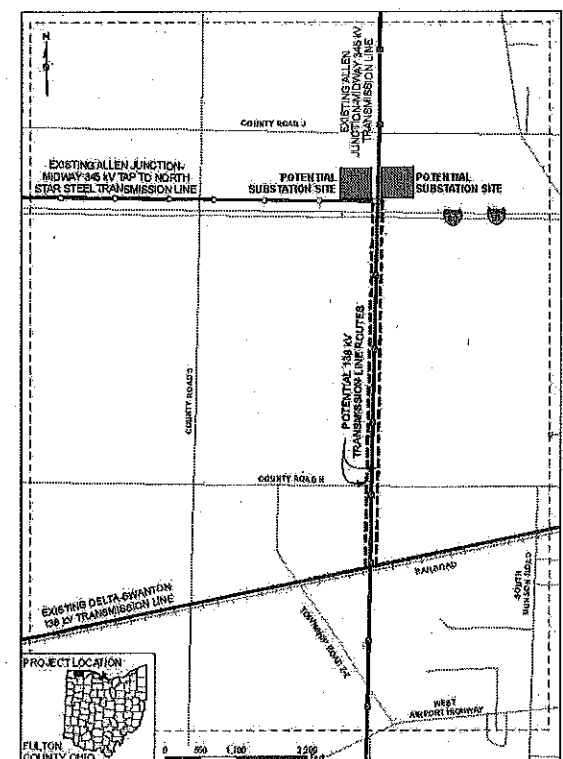 N
EXISTING ALLEN
JUNCTION-MIDWAY 345 KV
TRANSMISSION LINE
COUNTY ROAD J
EXISTING ALLEN JUNCTION-
MIDWAY 345 kV TAP TO NORTH
STAR STEEL TRANSMISSION LINE
POTENTIAL
SUBSTATION SITE
POTENTIAL
SUBSTATION SITE
POTENTIAL 138 KV
TRANSMISSION LINE ROUTES
COUNTY ROAD 3
COUNTY ROAD H
EXISTING DELTA-SWANTON
138 KV TRANSMISSION LINE
RAILROAD
TOWNSHIP ROAD
SOUTH
WEST
AIRPORT HIGHWAY
PROJECT LOCATION
FULTON
COUNTY, OHIO
0 550 1,100 2,200